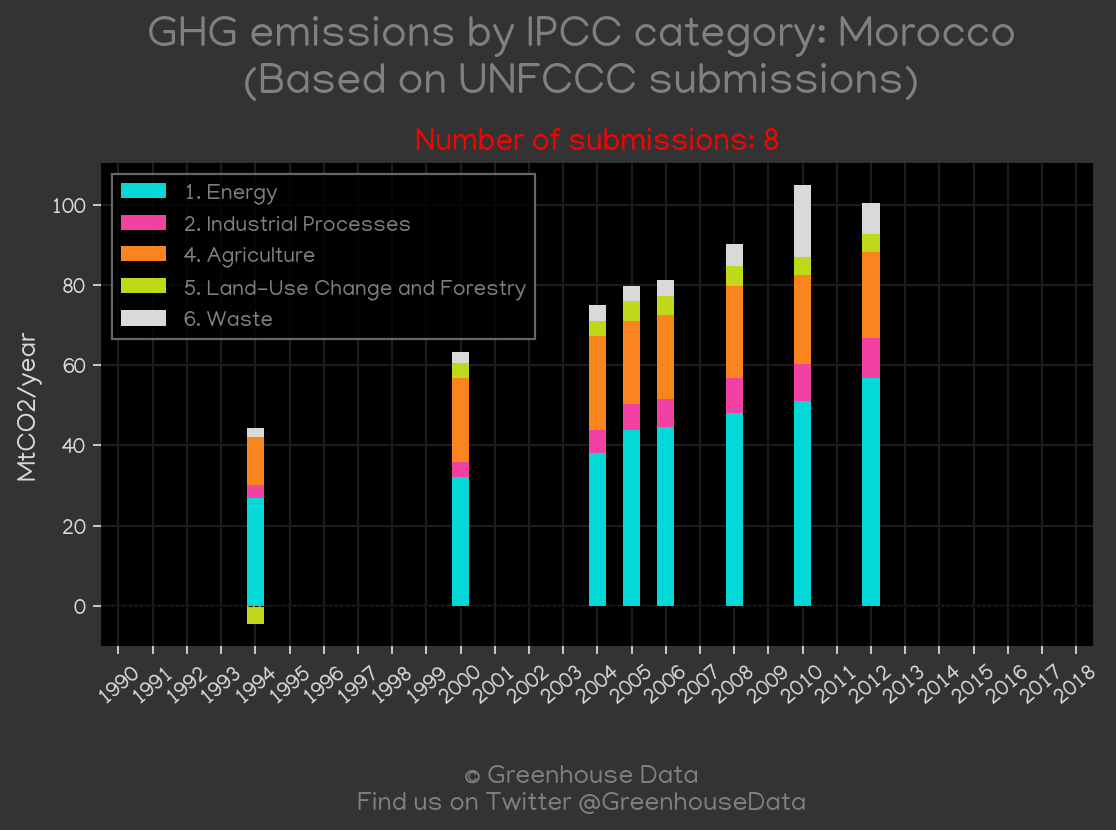 GHG emissions by IPCC category: Morocco
(Based on UNFCCC submissions)
Number of submissions: 8
1. Energy
2. Industrial Processes
4. Agriculture
5. Land-Use Change and Forestry
6. Waste
MtCO2/year
100
80
60
40
20
0
1990 1991 1992 1993 1994 1995 1996 1997 1998 1999 2000 2001 2002 2003 2004 2005 2006 2007 2008 2009 2010 2011 2012 2013 2014 2015 2016 2017 2018
© Greenhouse Data
Find us on Twitter @GreenhouseData